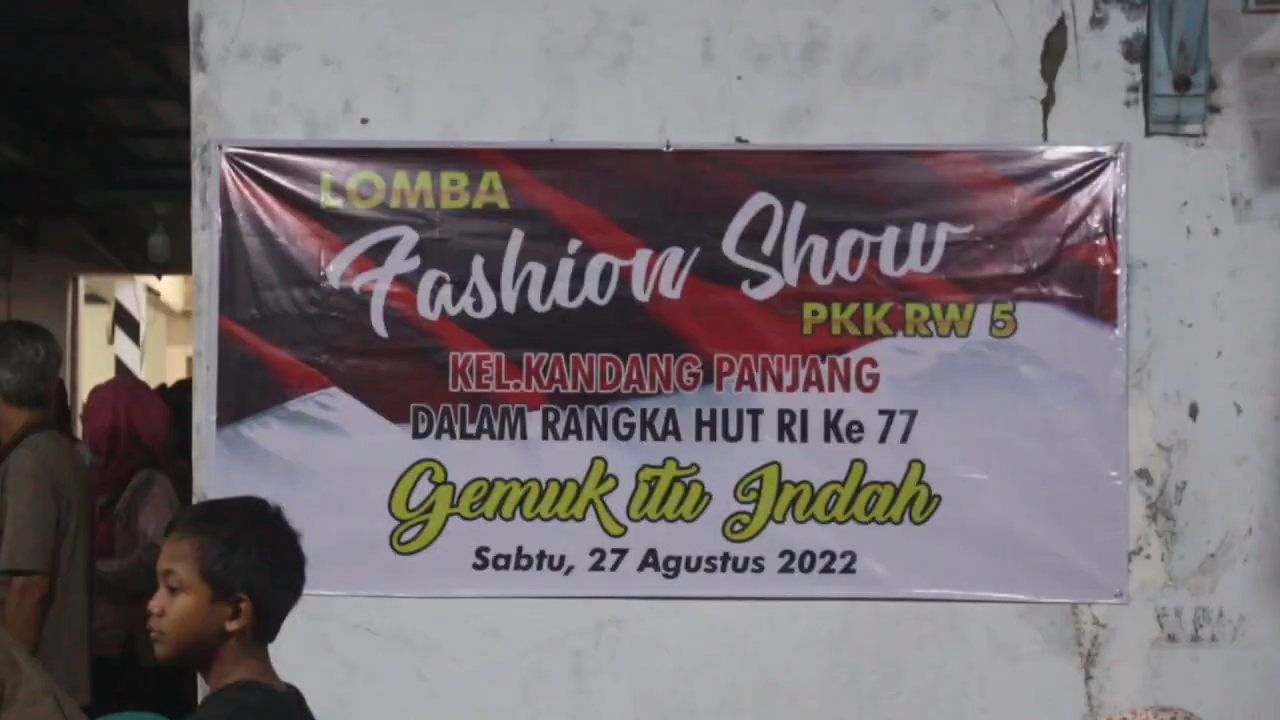 LOMBA
Fashion Show
PKK.RW 5
KEL.KANDANG PANJANG
DALAM RANGKA HUT RI Ke 77
Gemuk itu Indah
Sabtu, 27 Agustus 2022